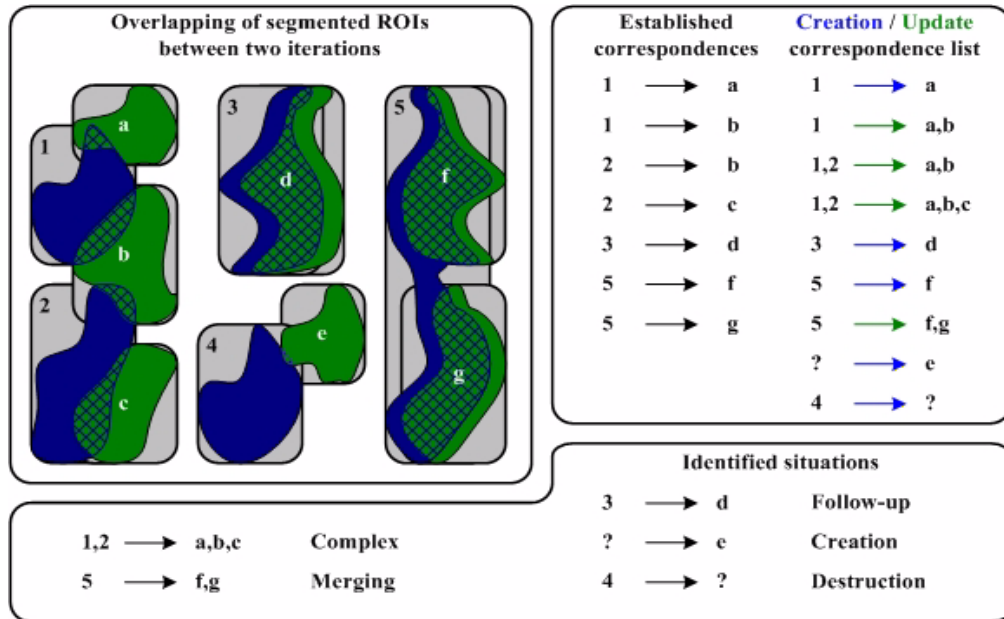 Overlapping of segmented ROIs
between two iterations
a
1
b
2
c
3
d
4
e
5
f
g
Established
correspondences
1 → a
1 → b
2 → b
2 → c
3 → d
5 → f
5 → g
Creation / Update
correspondence list
1 → a
1 → a,b
1,2 → a,b
1,2 → a,b,c
3 → d
5 → f
5 → f,g
? → e
4 → ?
Identified situations
1,2 → a,b,c Complex
5 → f,g Merging
3 → d Follow-up
? → e Creation
4 → ? Destruction